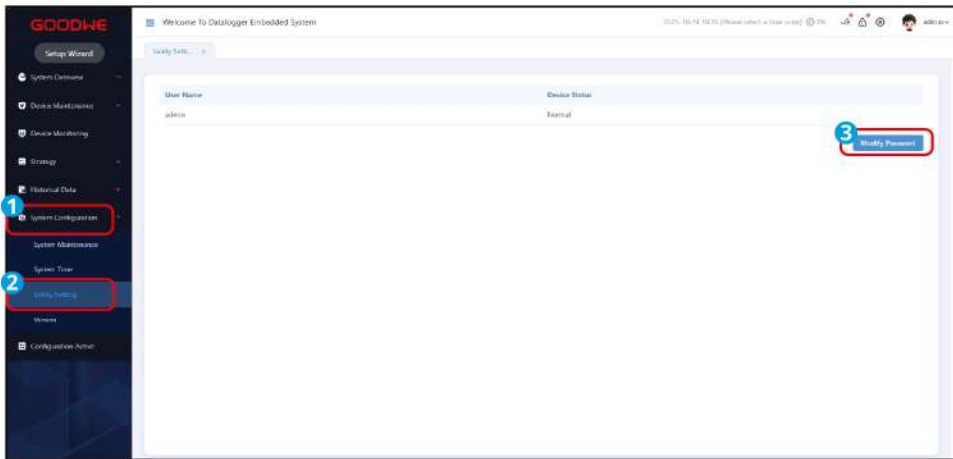 GOODWE
Welcome To Datalogger Embedded System
admin
Setup Wizard
Safety Setti...
System Overview
User Name
Device Status
admin
Normal
Device Maintenance
Device Monitoring
3
Modify Password
Strategy
Historical Data
1
System Configuration
System Maintenance
System Time
2
Safety Setting
Version
Configuration Active